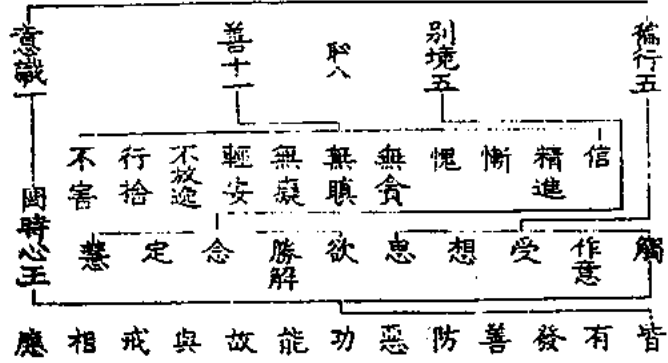 徧行五
別境五
善十一
意識
信
精進
慚
愧
無貪
無瞋
無癡
輕安
不放逸
行捨
不害
觸
作意
受
想
思
欲
勝解
念
定
慧
同時心王
皆有發善防惡功能故與戒相應